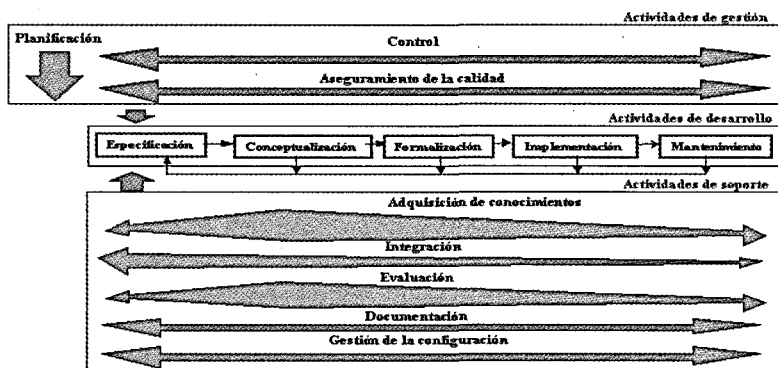 Actividades de gestión
Planificación
Control
Aseguramiento de la calidad
Actividades de desarrollo
Especificación
Conceptualización
Formalización
Implementación
Mantenimiento
Actividades de soporte
Adquisición de conocimientos
Integración
Evaluación
Documentación
Gestión de la configuración